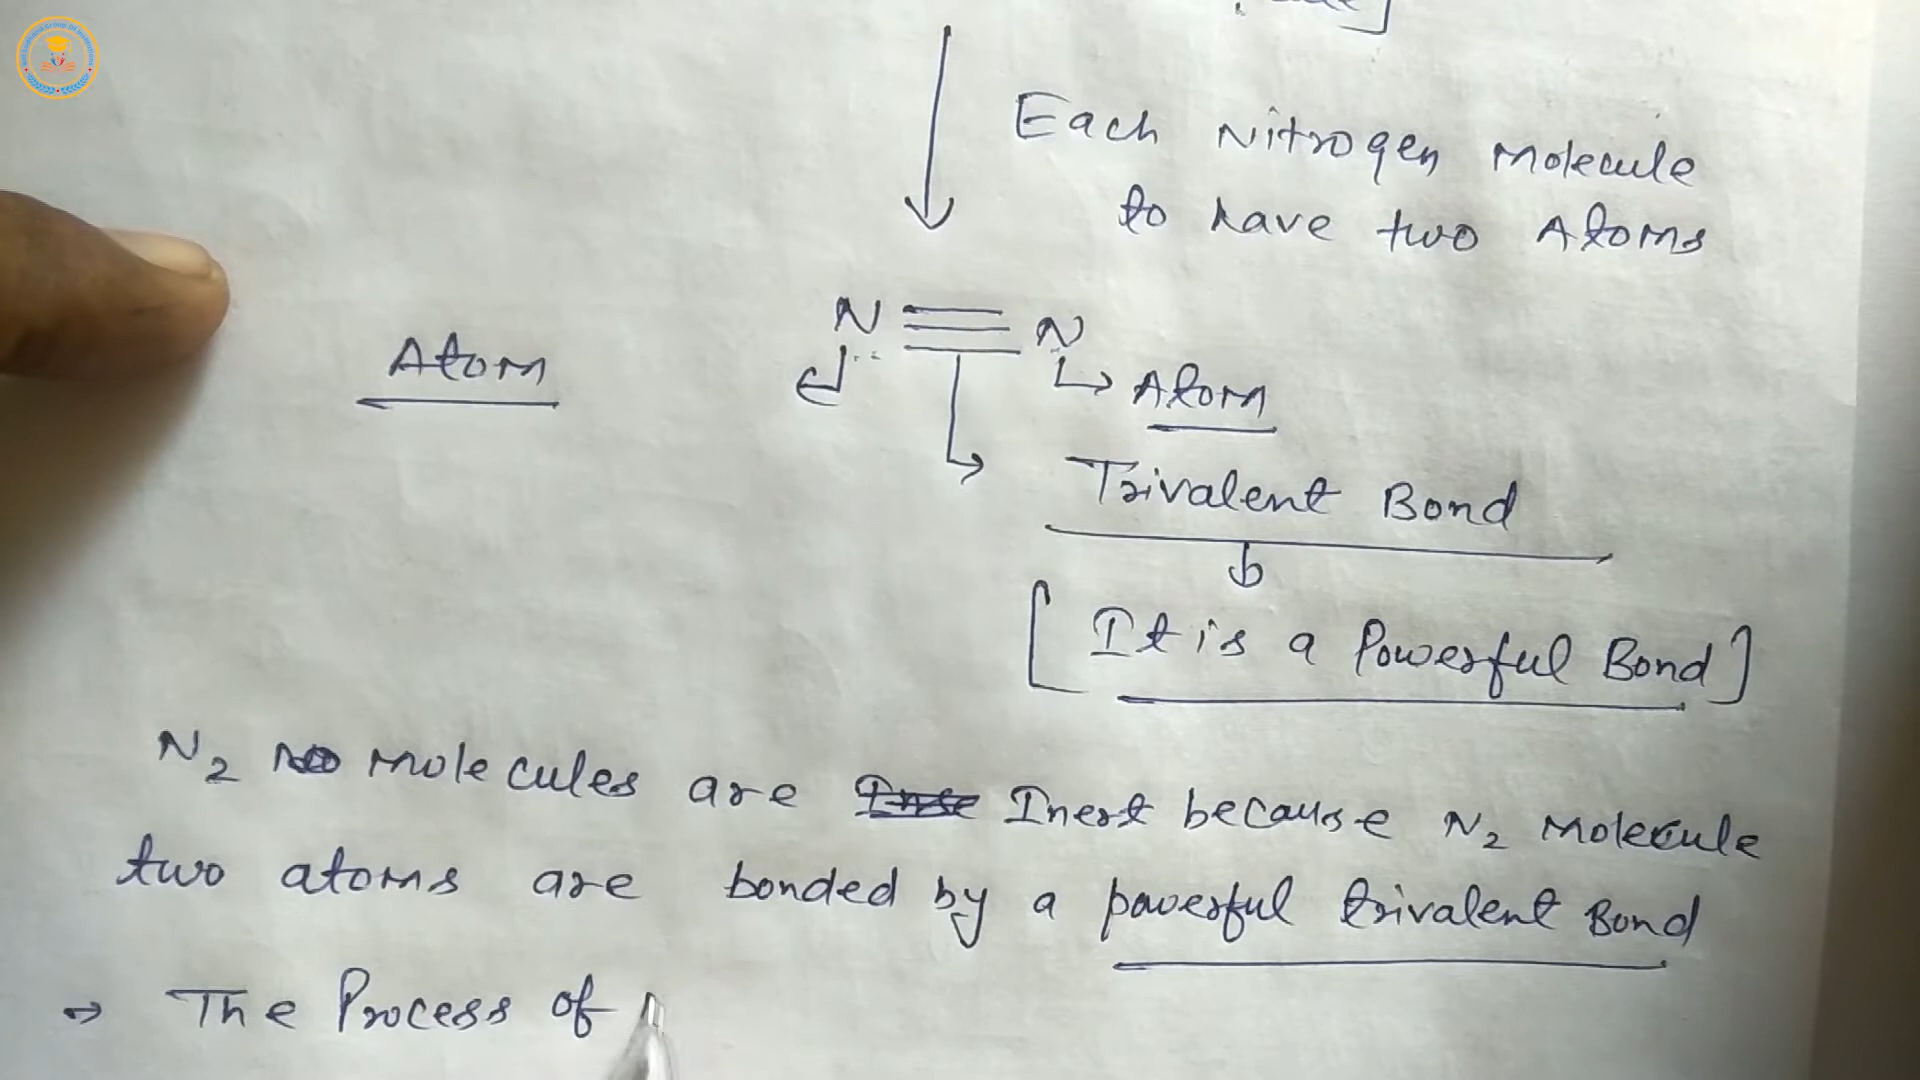 Each Nitrogen Molecule
to have two Atoms
N ≡ N
Atom
Atom
Trivalent Bond
[It is a Powerful Bond]
N2 Molecules are Inert because N2 Molecule
two atoms are bonded by a powerful trivalent Bond
→ The Process of